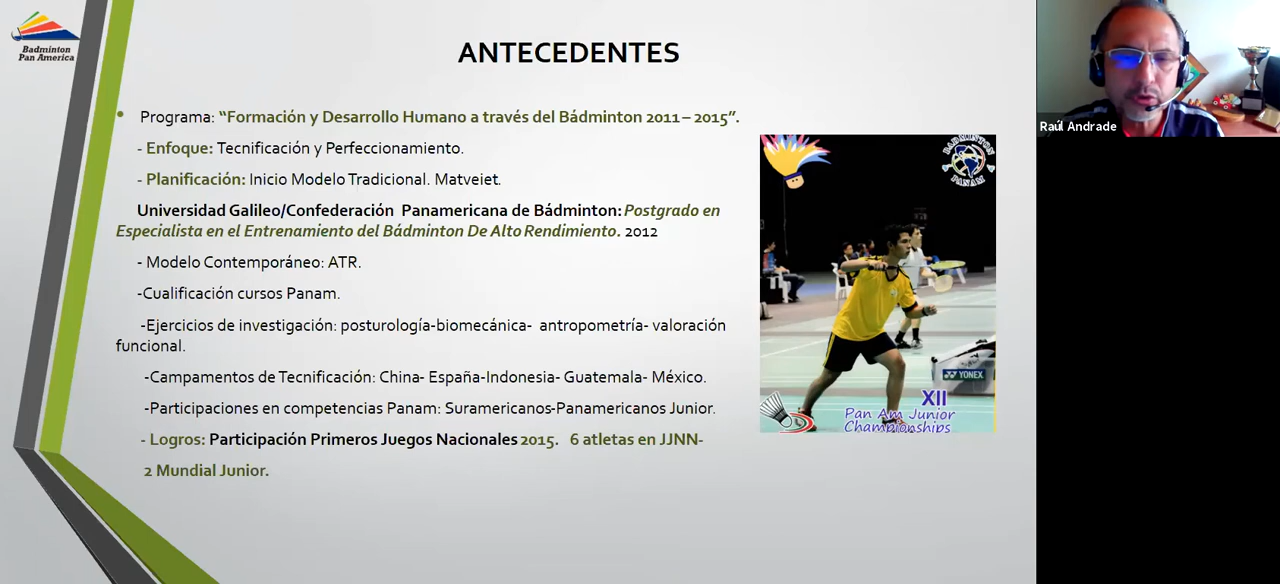 Badminton
Pan America
ANTECEDENTES
• Programa: “Formación y Desarrollo Humano a través del Bádminton 2011 – 2015”.
- Enfoque: Tecnificación y Perfeccionamiento.
- Planificación: Inicio Modelo Tradicional. Matveiet.
Universidad Galileo/Confederación Panamericana de Bádminton: Postgrado en
Especialista en el Entrenamiento del Bádminton De Alto Rendimiento. 2012
- Modelo Contemporáneo: ATR.
-Cualificación cursos Panam.
-Ejercicios de investigación: posturología-biomecánica- antropometría- valoración
funcional.
-Campamentos de Tecnificación: China- España-Indonesia- Guatemala- México.
-Participaciones en competencias Panam: Suramericanos-Panamericanos Junior.
- Logros: Participación Primeros Juegos Nacionales 2015. 6 atletas en JJNN-
2 Mundial Junior.
BADMINTON
PANAM
YONEX
XII
Pan Am Junior
Championships
Raúl Andrade